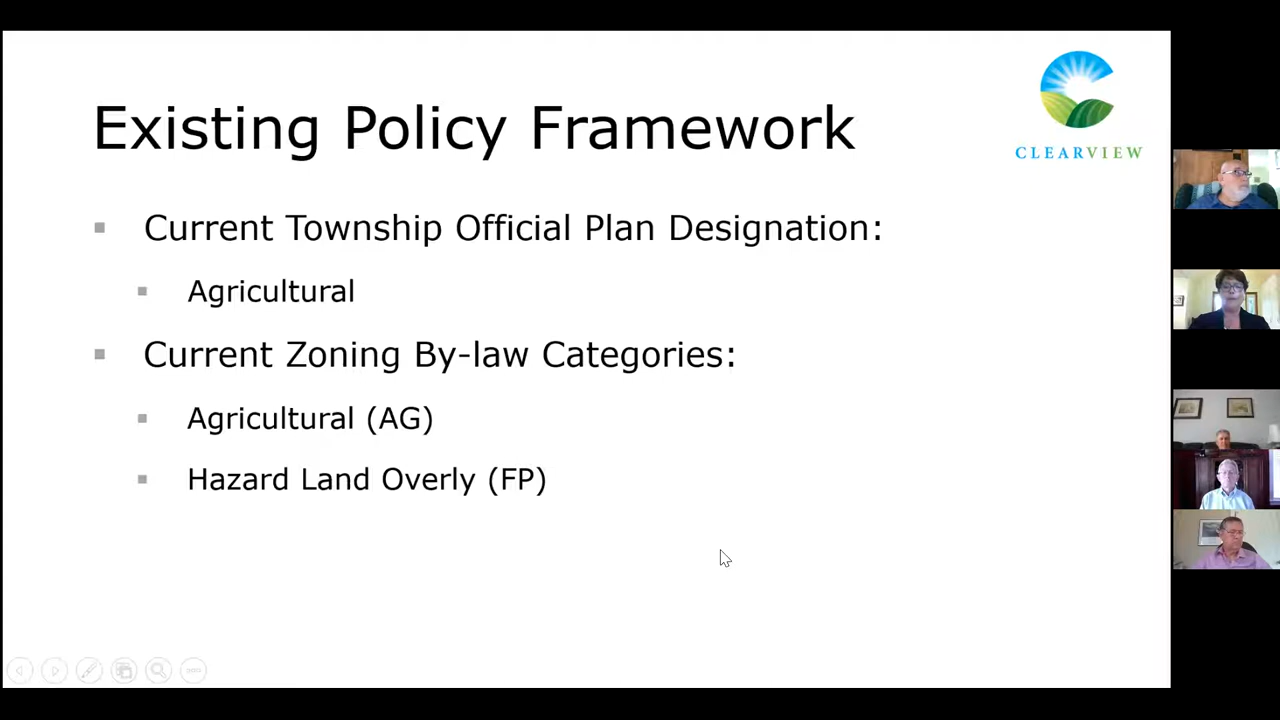 Existing Policy Framework
CLEARVIEW
Current Township Official Plan Designation:
Agricultural
Current Zoning By-law Categories:
Agricultural (AG)
Hazard Land Overly (FP)